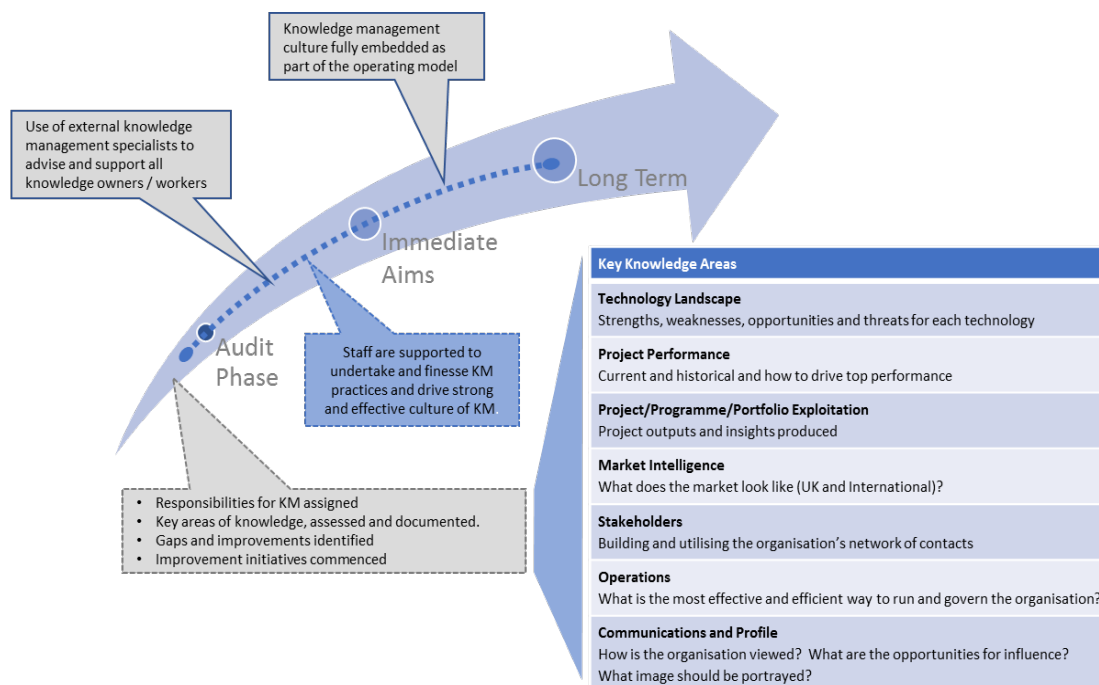 Knowledge management
culture fully embedded as
part of the operating model
Use of external knowledge
management specialists to
advise and support all
knowledge owners / workers
Long Term
Immediate
Aims
Audit
Phase
Staff are supported to
undertake and finesse KM
practices and drive strong
and effective culture of KM.
• Responsibilities for KM assigned
• Key areas of knowledge, assessed and documented.
• Gaps and improvements identified
• Improvement initiatives commenced
Key Knowledge Areas
Technology Landscape
Strengths, weaknesses, opportunities and threats for each technology
Project Performance
Current and historical and how to drive top performance
Project/Programme/Portfolio Exploitation
Project outputs and insights produced
Market Intelligence
What does the market look like (UK and International)?
Stakeholders
Building and utilising the organisation's network of contacts
Operations
What is the most effective and efficient way to run and govern the organisation?
Communications and Profile
How is the organisation viewed?  What are the opportunities for influence?
What image should be portrayed?